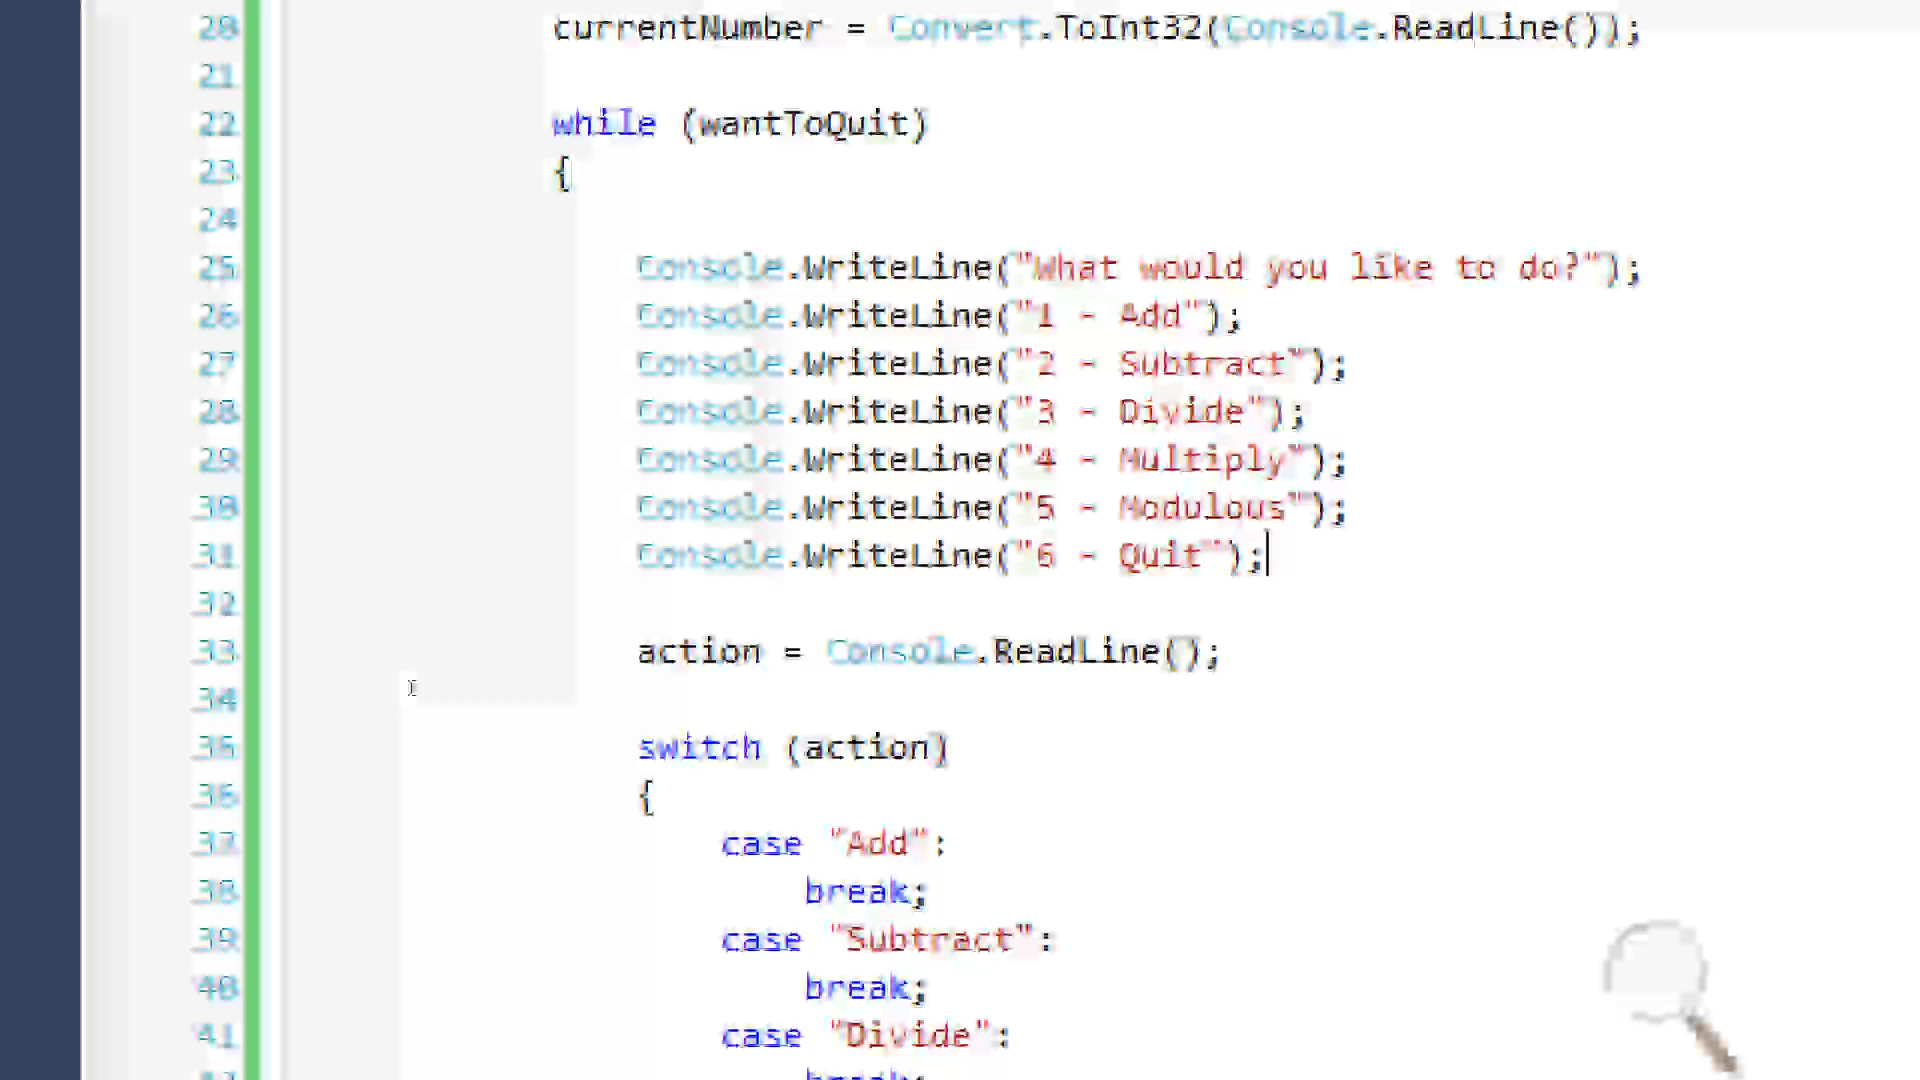 20 currentNumber = Convert.ToInt32(Console.ReadLine());
21
22 while (wantToQuit)
23 {
24
25 Console.WriteLine("What would you like to do?");
26 Console.WriteLine("1 - Add");
27 Console.WriteLine("2 - Subtract");
28 Console.WriteLine("3 - Divide");
29 Console.WriteLine("4 - Multiply");
30 Console.WriteLine("5 - Modulous");
31 Console.WriteLine("6 - Quit");
32
33 action = Console.ReadLine();
34
35 switch (action)
36 {
37 case "Add":
38 break;
39 case "Subtract":
40 break;
41 case "Divide":
break;